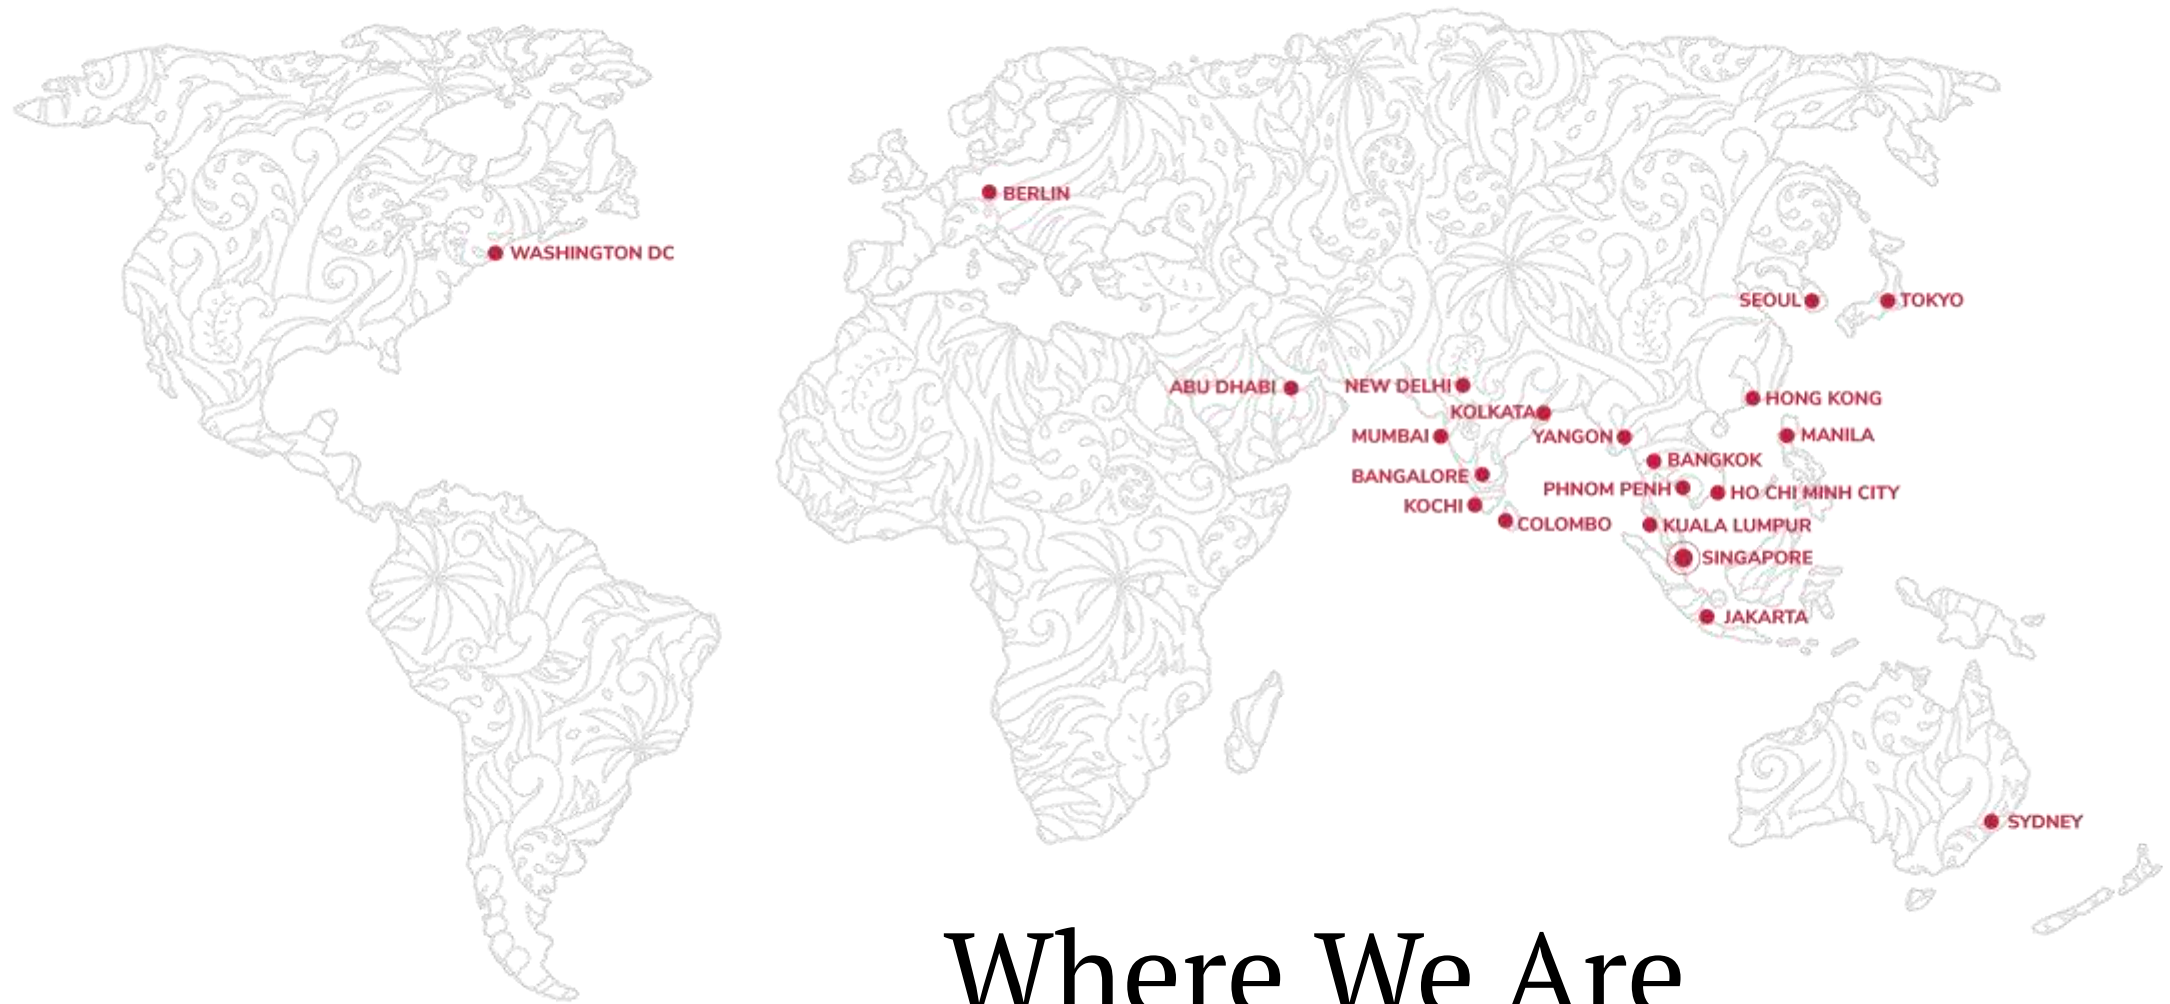 BERLIN
WASHINGTON DC
SEOUL
TOKYO
ABU DHABI
NEW DELHI
HONG KONG
KOLKATA
MUMBAI
YANGON
MANILA
BANGKOK
BANGALORE
PHNOM PENH
HO CHI MINH CITY
KOCHI
COLOMBO
KUALA LUMPUR
SINGAPORE
JAKARTA
SYDNEY
Where We Are